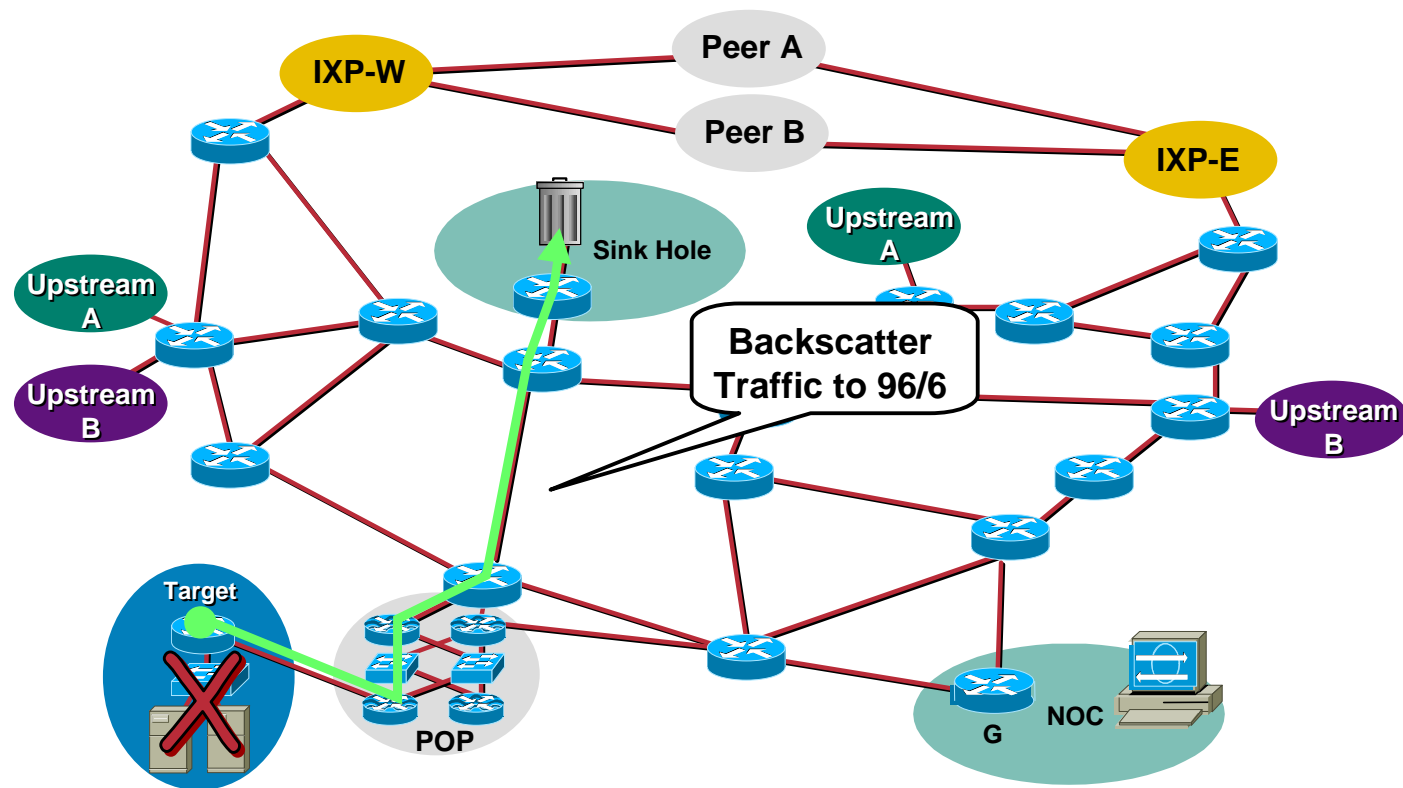 Peer A
IXP-W
Peer B
IXP-E
Upstream
A
Sink Hole
Upstream
A
Backscatter
Traffic to 96/6
Upstream
B
Upstream
B
Target
POP
G
NOC